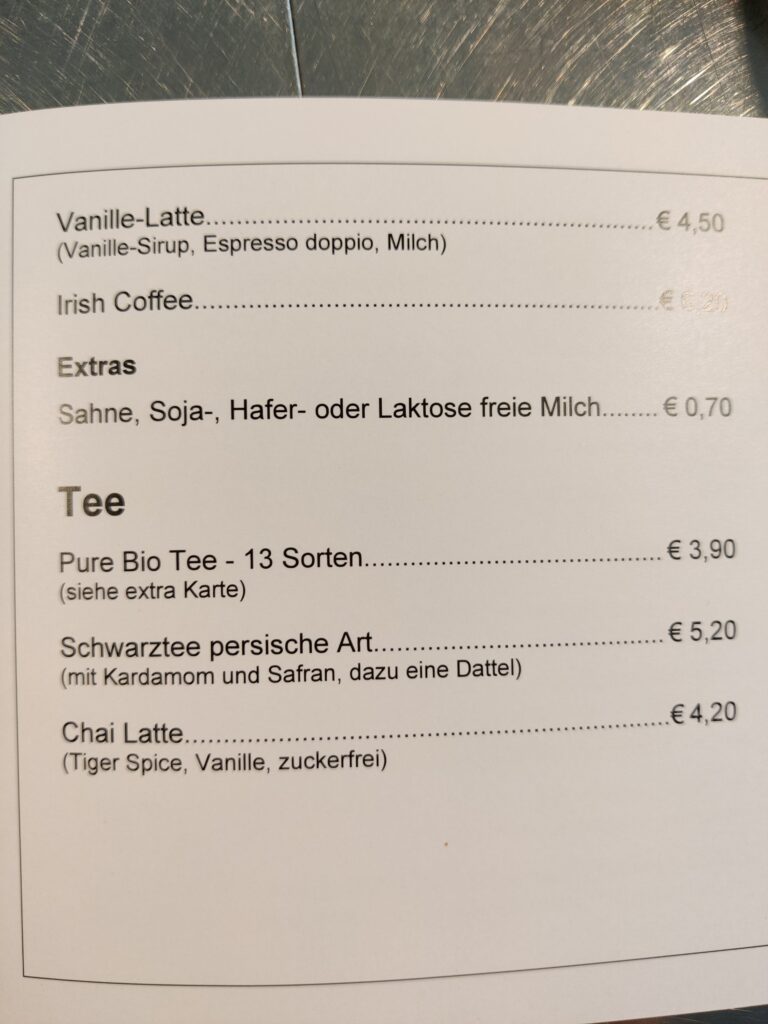 Vanille-Latte..................................................................€ 4,50
(Vanille-Sirup, Espresso doppio, Milch)
Irish Coffee....................................................................€ 6,20
Extras
Sahne, Soja-, Hafer- oder Laktose freie Milch........€ 0,70
Tee
Pure Bio Tee - 13 Sorten...........................................€ 3,90
(siehe extra Karte)
Schwarztee persische Art..........................................€ 5,20
(mit Kardamom und Safran, dazu eine Dattel)
Chai Latte.....................................................................€ 4,20
(Tiger Spice, Vanille, zuckerfrei)